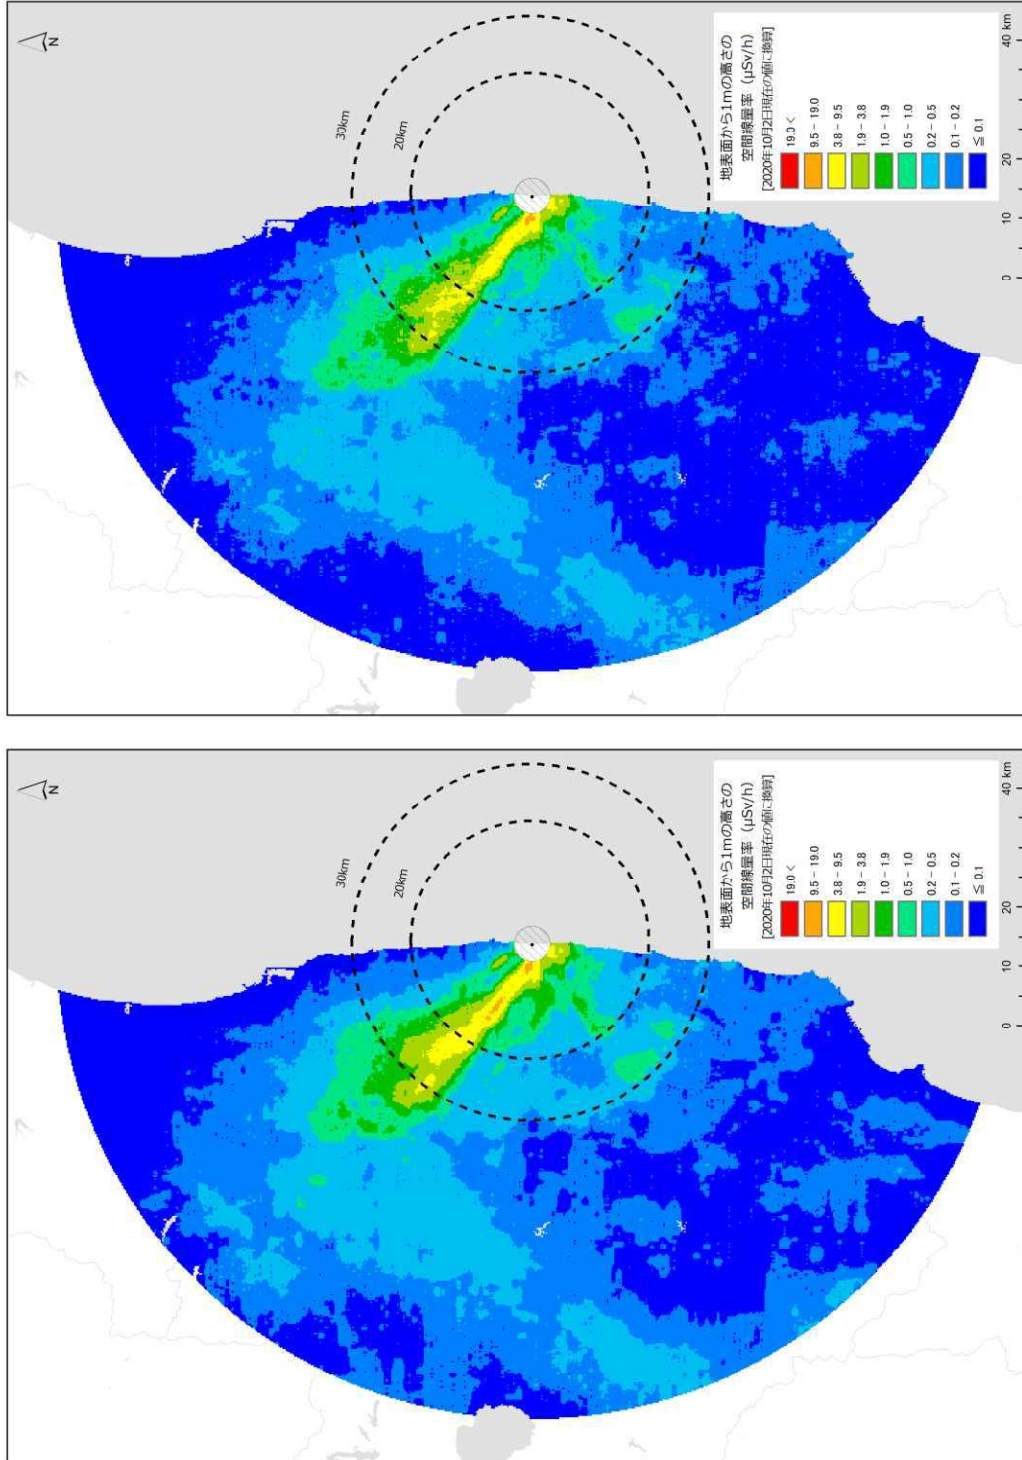 N
30km
20km
地表面から1mの高さの
空間線量率（μSv/h）
[2020年10月2日現在の値に換算]
19.0 <
9.5 – 19.0
3.8 – 9.5
1.9 – 3.8
1.0 – 1.9
0.5 – 1.0
0.2 – 0.5
0.1 – 0.2
≦ 0.1
0 10 20 40 km
N
30km
20km
地表面から1mの高さの
空間線量率（μSv/h）
[2020年10月2日現在の値に換算]
19.0 <
9.5 – 19.0
3.8 – 9.5
1.9 – 3.8
1.0 – 1.9
0.5 – 1.0
0.2 – 0.5
0.1 – 0.2
≦ 0.1
0 10 20 40 km